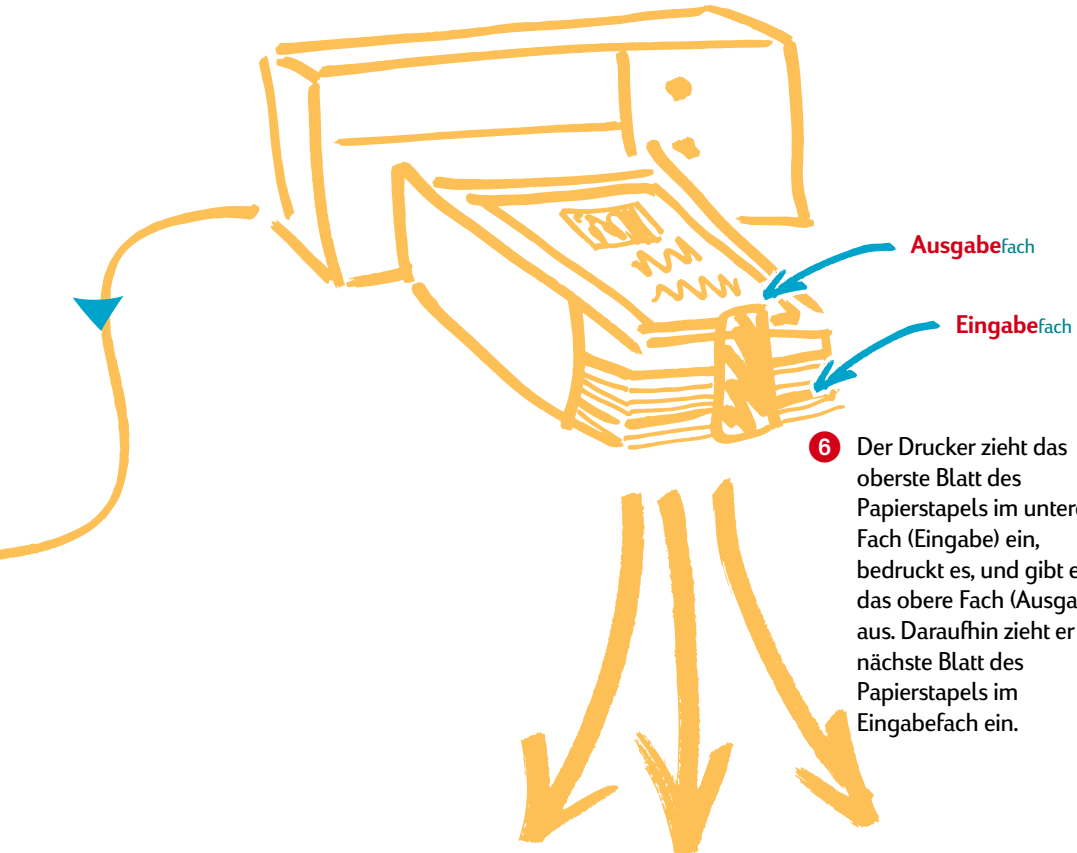 Ausgabefach
Eingabefach
6 Der Drucker zieht das
oberste Blatt des
Papierstapels im
Fach (Eingabe) ein,
bedruckt es, und gibt
das obere Fach
aus. Daraufhin zieht er
nächste Blatt des
Papierstapels im
Eingabefach ein.